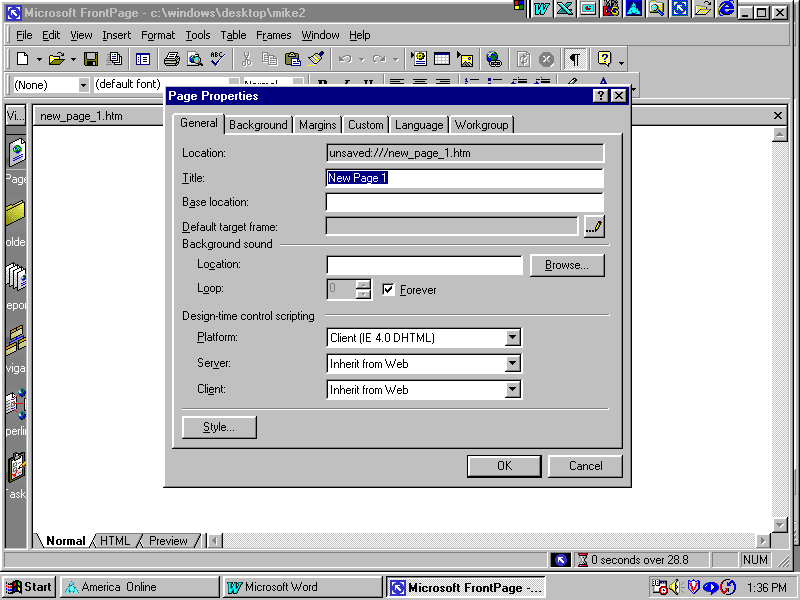 Microsoft FrontPage - c:\windows\desktop\mike2
File Edit View Insert Format Tools Table Frames Window Help
(None) (default font) Normal
Page Properties
Vi... new_page_1.htm
General Background Margins Custom Language Workgroup
Location: unsaved:///new_page_1.htm
Page
Title: New Page 1
Base location:
Default target frame:
olde
Background sound
Location: Browse...
Loop: 0 Forever
epor
Design-time control scripting
Platform: Client (IE 4.0 DHTML)
Server: Inherit from Web
viga
Client: Inherit from Web
Style...
perli
OK Cancel
Task
Normal HTML Preview
0 seconds over 28.8 NUM
Start America Online Microsoft Word Microsoft FrontPage -... 1:36 PM